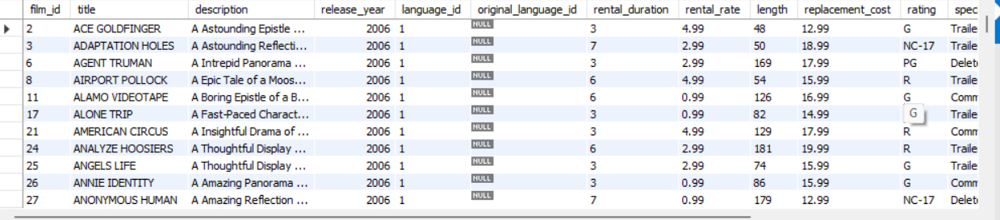 film_id title description release_year language_id original_language_id rental_duration rental_rate length replacement_cost rating spec
2 ACE GOLDFINGER A Astounding Epistle ... 2006 1 NULL 3 4.99 48 12.99 G Traile
3 ADAPTATION HOLES A Astounding Reflecti... 2006 1 NULL 7 2.99 50 18.99 NC-17 Traile
6 AGENT TRUMAN A Intrepid Panorama ... 2006 1 NULL 3 2.99 169 17.99 PG Delet
8 AIRPORT POLLOCK A Epic Tale of a Moos... 2006 1 NULL 6 4.99 54 15.99 R Traile
11 ALAMO VIDEOTAPE A Boring Epistle of a B... 2006 1 NULL 6 0.99 126 16.99 G Comm
17 ALONE TRIP A Fast-Paced Charact... 2006 1 NULL 3 0.99 82 14.99 G Traile
21 AMERICAN CIRCUS A Insightful Drama of ... 2006 1 NULL 3 4.99 129 17.99 R Comm
24 ANALYZE HOOSIERS A Thoughtful Display ... 2006 1 NULL 6 2.99 181 19.99 R Traile
25 ANGELS LIFE A Thoughtful Display ... 2006 1 NULL 3 2.99 74 15.99 G Traile
26 ANNIE IDENTITY A Amazing Panorama ... 2006 1 NULL 3 0.99 86 15.99 G Comm
27 ANONYMOUS HUMAN A Amazing Reflection ... 2006 1 NULL 7 0.99 179 12.99 NC-17 Delet